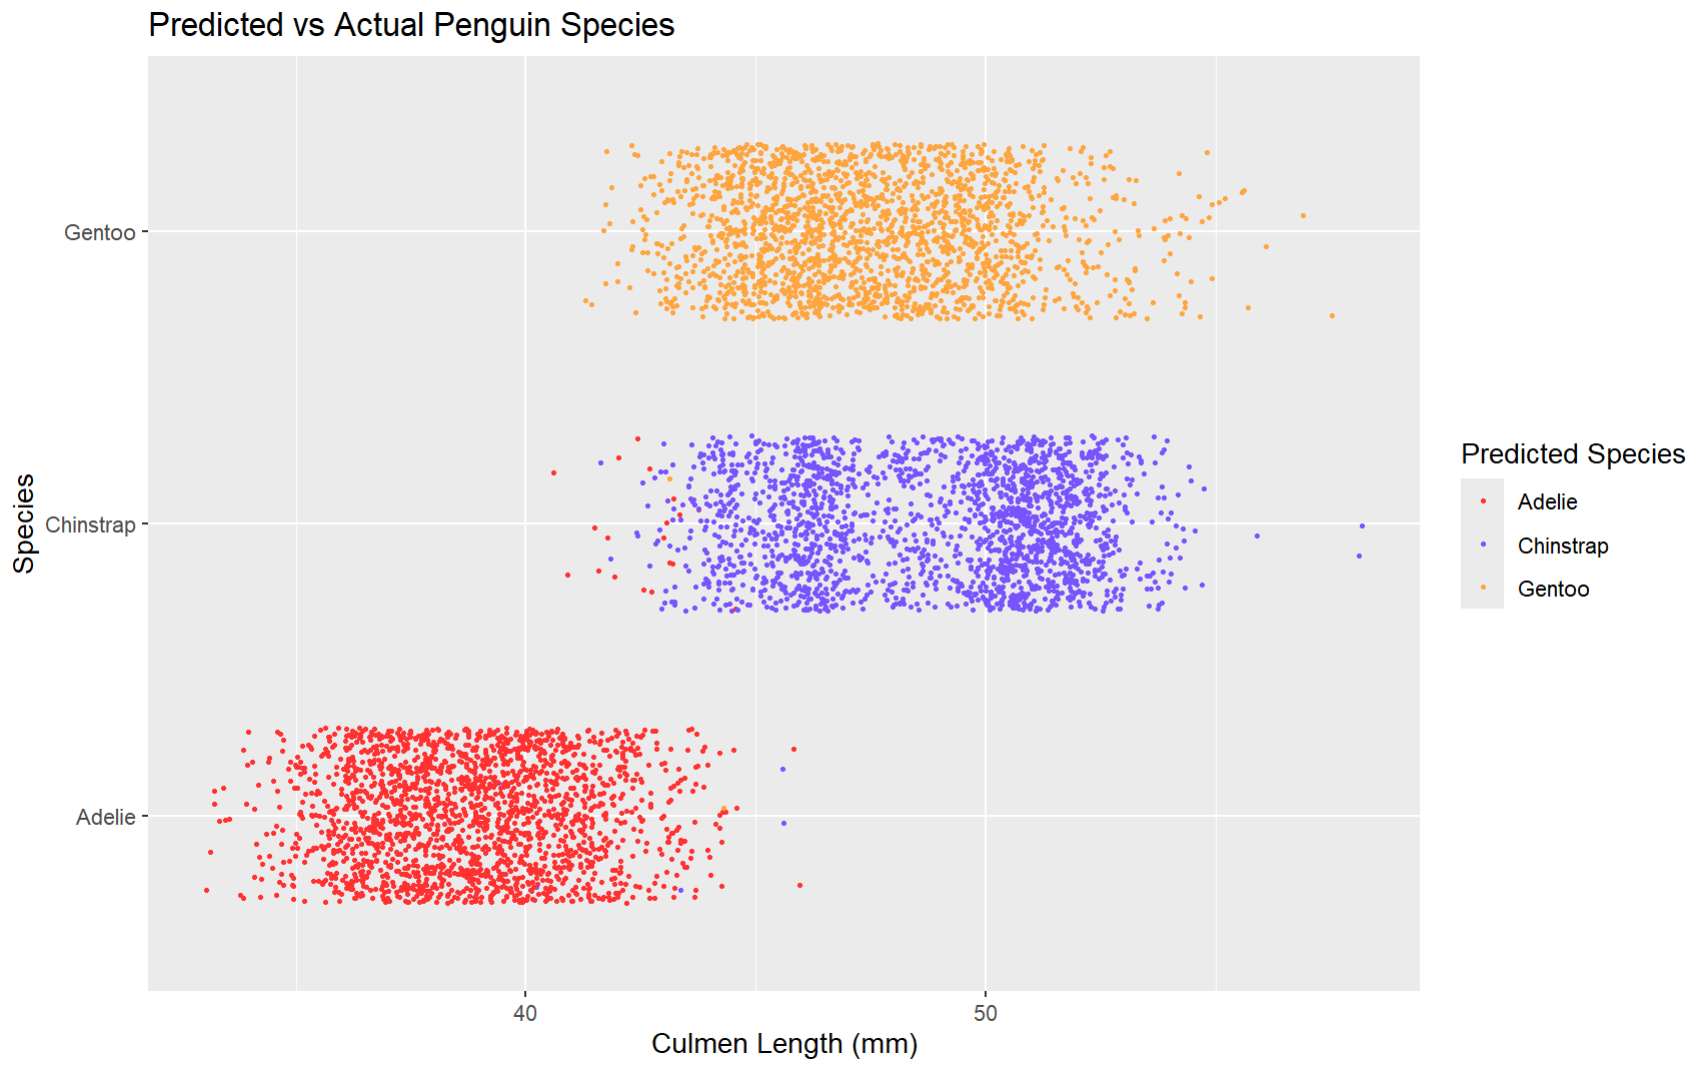 Predicted vs Actual Penguin Species
Species
Gentoo
Chinstrap
Adelie
40
50
Culmen Length (mm)
Predicted Species
Adelie
Chinstrap
Gentoo